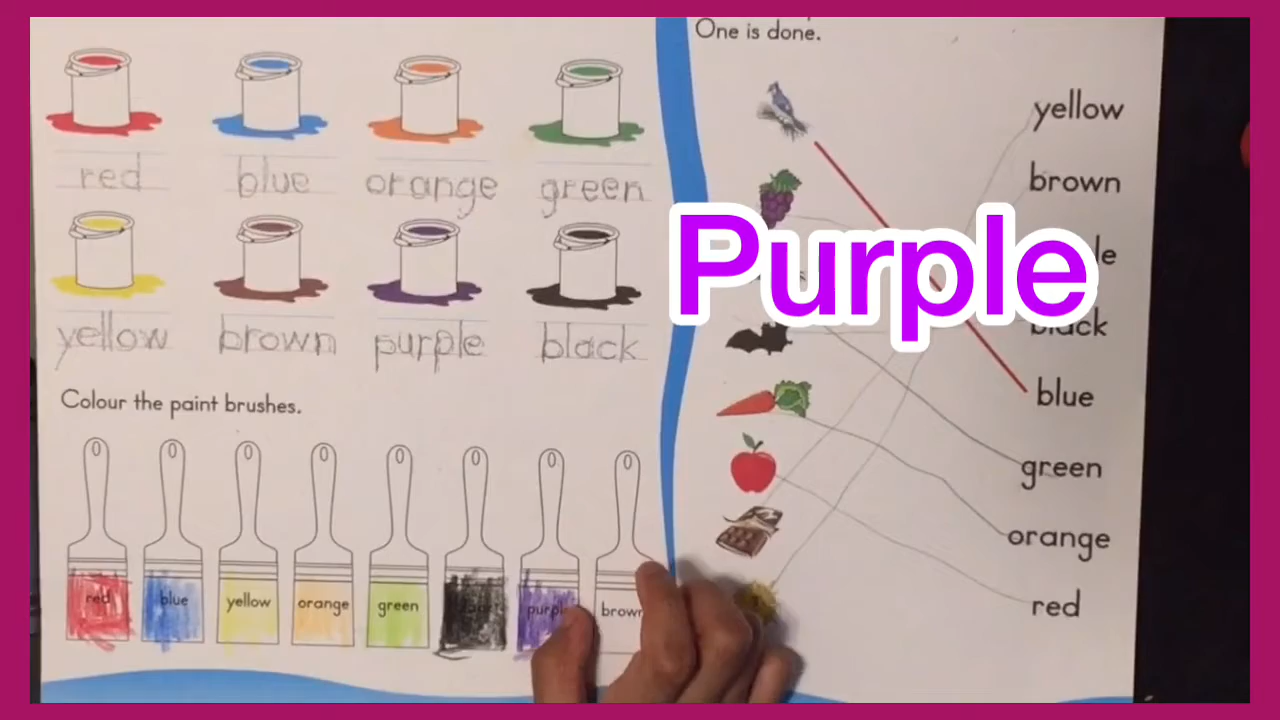 One is done.
red blue orange green
yellow brown purple black
Colour the paint brushes.
red blue yellow orange green purple brown
yellow
brown
Purple
black
blue
green
orange
red